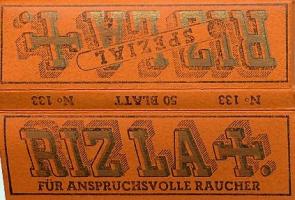 RIZ LA +.
SPEZIAL
No 133 50 BLATT No 133
RIZ LA +.
FÜR ANSPRUCHSVOLLE RAUCHER